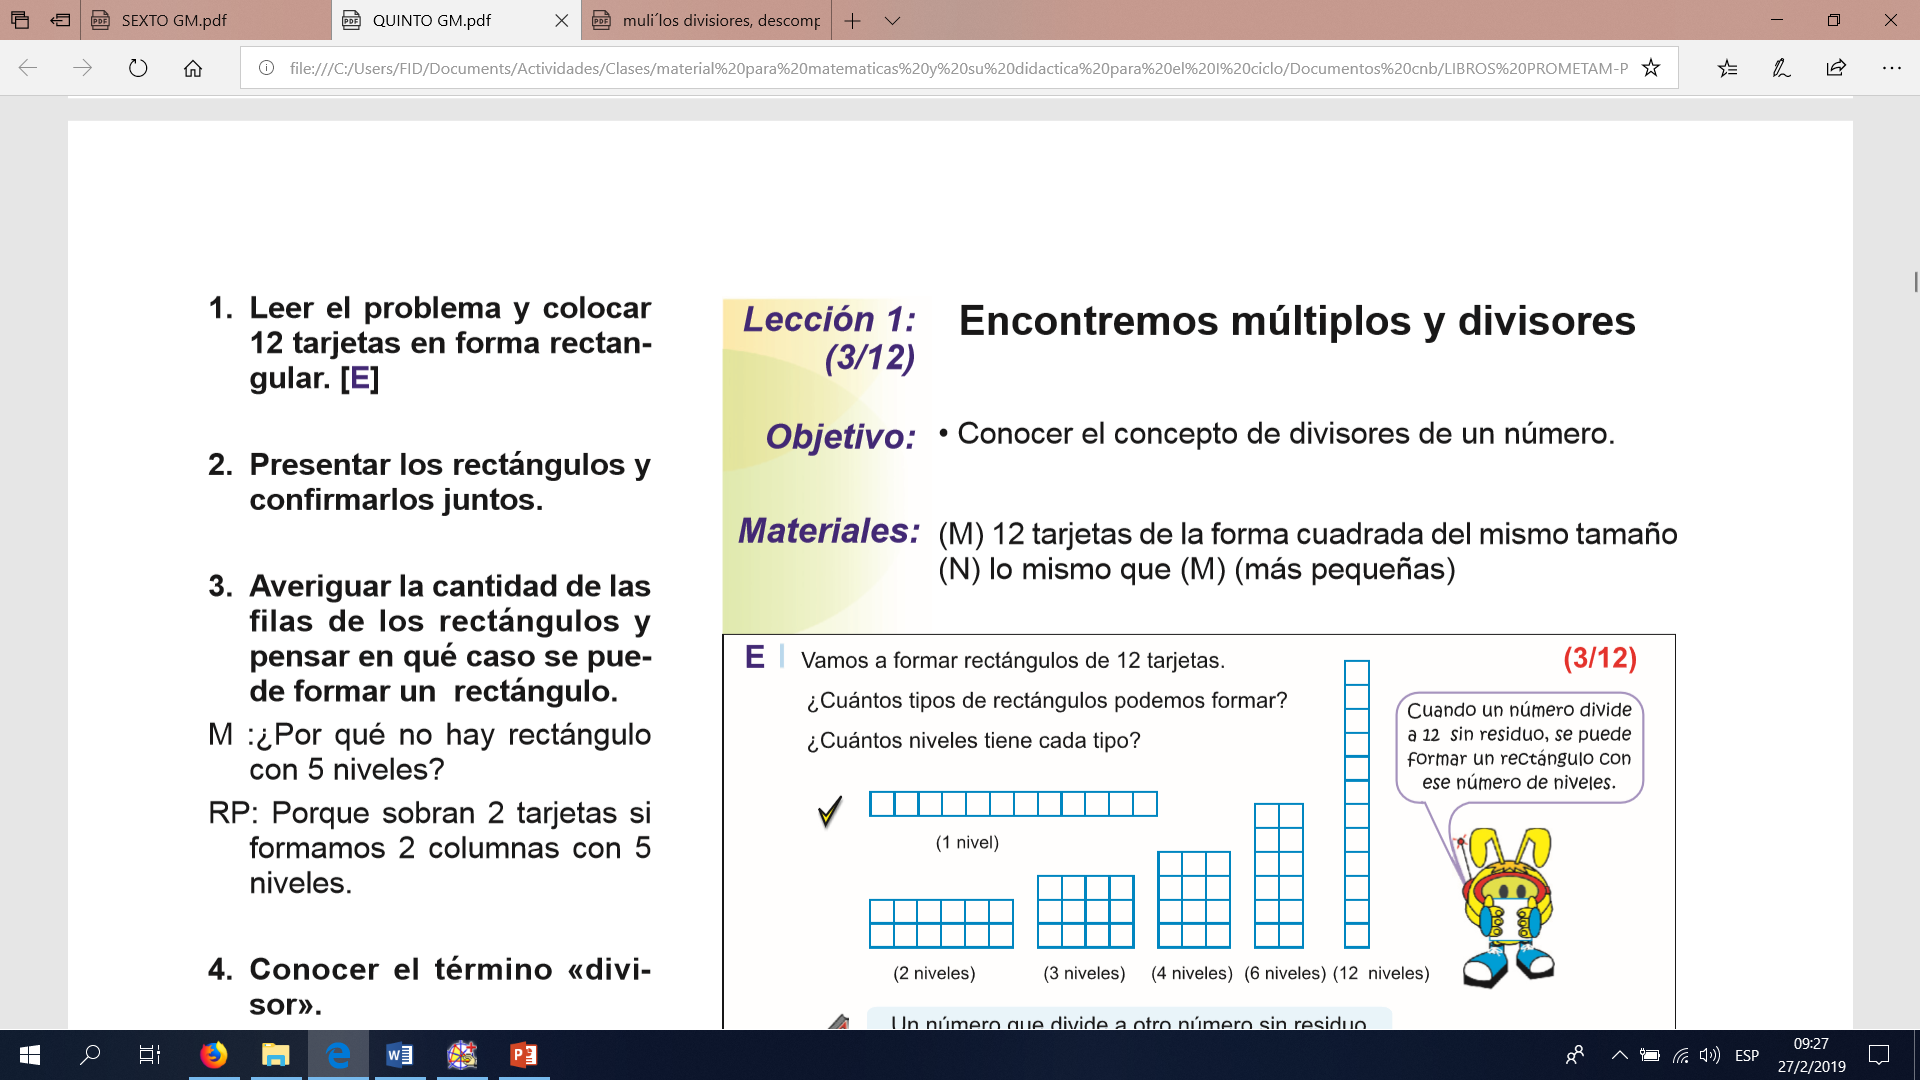 SEXTO GM.pdf
QUINTO GM.pdf
muli´los divisiores, descomp
file:///C:/Users/FID/Documents/Actividades/Clases/material%20para%20matematicas%20y%20su%20didactica%20para%20el%20I%20ciclo/Documentos%20cnb/LIBROS%20PROMETAM-P
1. Leer el problema y colocar
12 tarjetas en forma rectan-
gular. [E]
2. Presentar los rectángulos y
confirmarlos juntos.
3. Averiguar la cantidad de las
filas de los rectángulos y
pensar en qué caso se pue-
de formar un rectángulo.
M :¿Por qué no hay rectángulo
con 5 niveles?
RP: Porque sobran 2 tarjetas si
formamos 2 columnas con 5
niveles.
4. Conocer el término «divi-
sor».
Lección 1:
(3/12)
Encontremos múltiplos y divisores
Objetivo:
• Conocer el concepto de divisores de un número.
Materiales:
(M) 12 tarjetas de la forma cuadrada del mismo tamaño
(N) lo mismo que (M) (más pequeñas)
E
Vamos a formar rectángulos de 12 tarjetas.
(3/12)
¿Cuántos tipos de rectángulos podemos formar?
¿Cuántos niveles tiene cada tipo?
Cuando un número divide
a 12 sin residuo, se puede
formar un rectángulo con
ese número de niveles.
(1 nivel)
(2 niveles)
(3 niveles)
(4 niveles)
(6 niveles)
(12 niveles)
Un número que divide a otro número sin residuo
ESP
09:27
27/2/2019